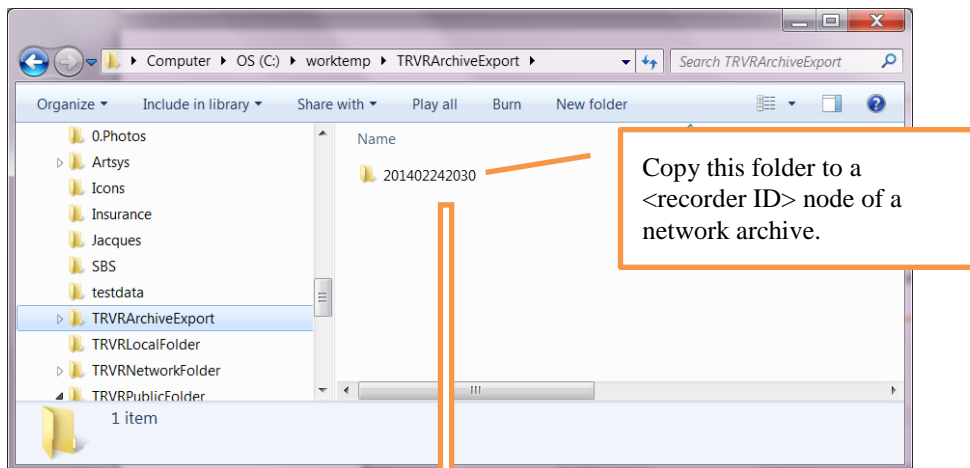 Computer OS (C:) worktemp TRVRArchiveExport
Search TRVRArchiveExport
Organize Include in library Share with Play all Burn New folder
0.Photos
Artsys
Icons
Insurance
Jacques
SBS
testdata
TRVRArchiveExport
TRVRLocalFolder
TRVRNetworkFolder
TRVRPublicFolder
Name
201402242030
Copy this folder to a
<recorder ID> node of a
network archive.
1 item